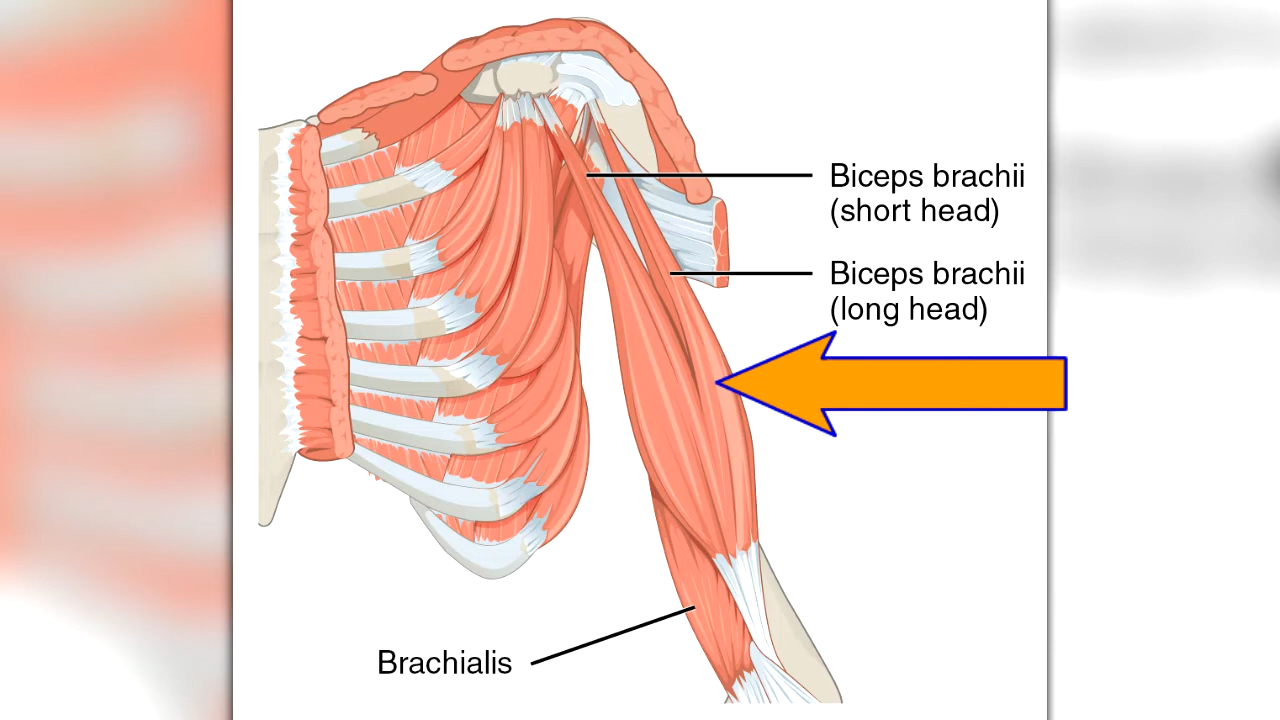 Biceps brachii
(short head)
Biceps brachii
(long head)
Brachialis